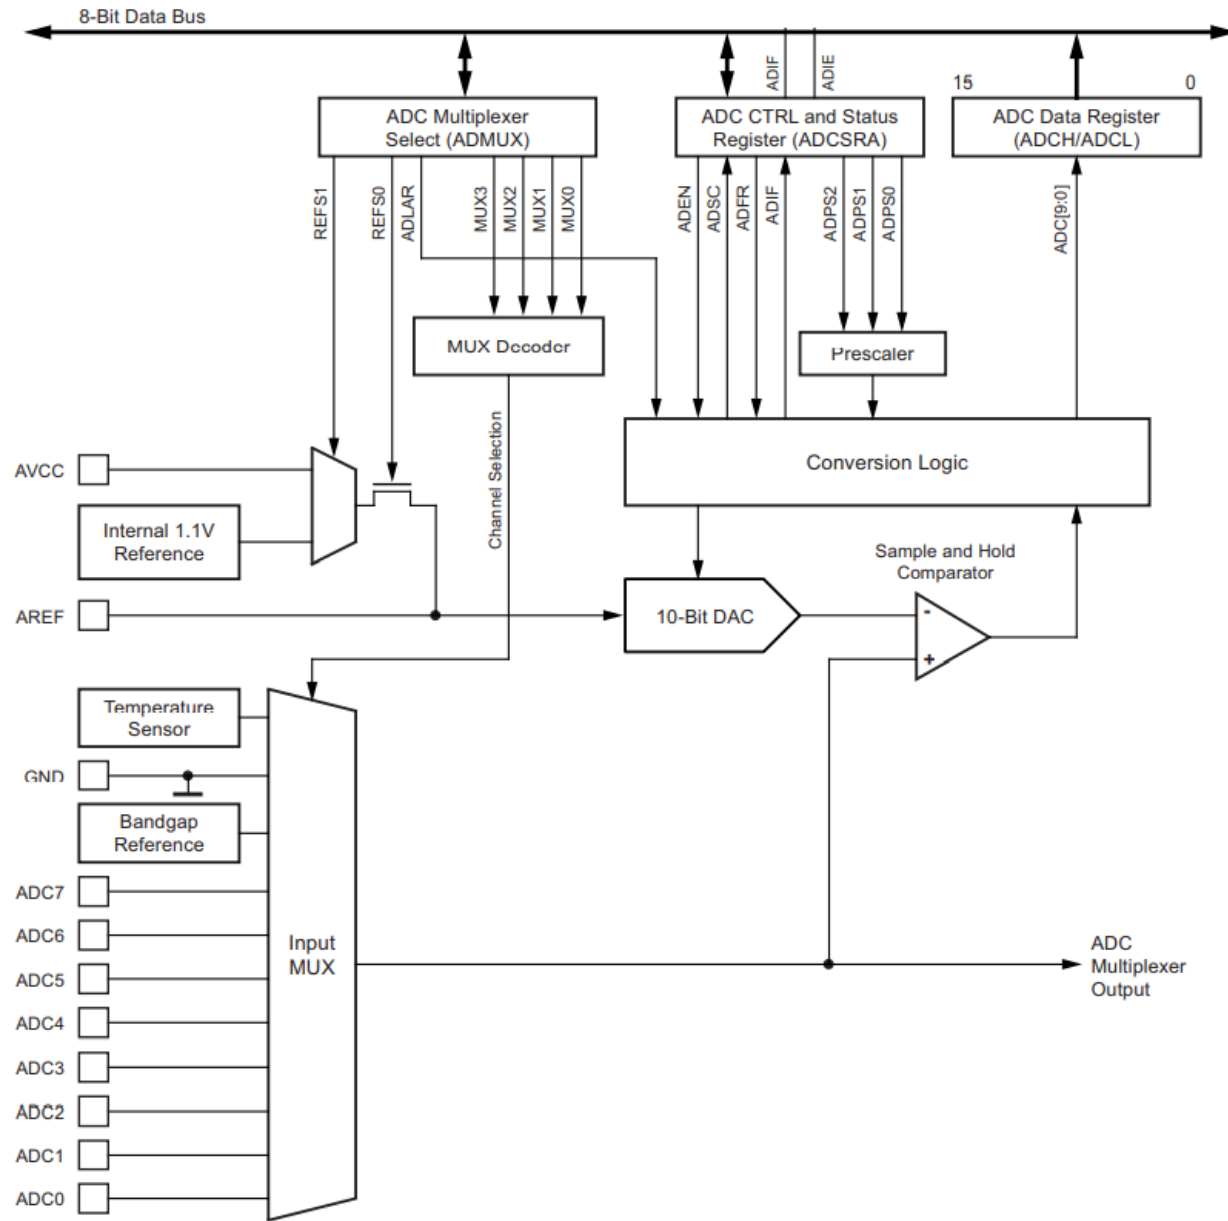 8-Bit Data Bus
ADIF
ADIE
15
0
ADC Multiplexer
Select (ADMUX)
ADC CTRL and Status
Register (ADCSRA)
ADC Data Register
(ADCH/ADCL)
REFS1
REFS0
ADLAR
MUX3
MUX2
MUX1
MUX0
ADEN
ADSC
ADFR
ADIF
ADPS2
ADPS1
ADPS0
ADC[9:0]
MUX Decoder
Prescaler
Channel Selection
Conversion Logic
AVCC
Internal 1.1V
Reference
Sample and Hold
Comparator
AREF
10-Bit DAC
-
+
Temperature
Sensor
GND
Bandgap
Reference
ADC7
ADC6
ADC5
ADC4
ADC3
ADC2
ADC1
ADC0
Input
MUX
ADC
Multiplexer
Output